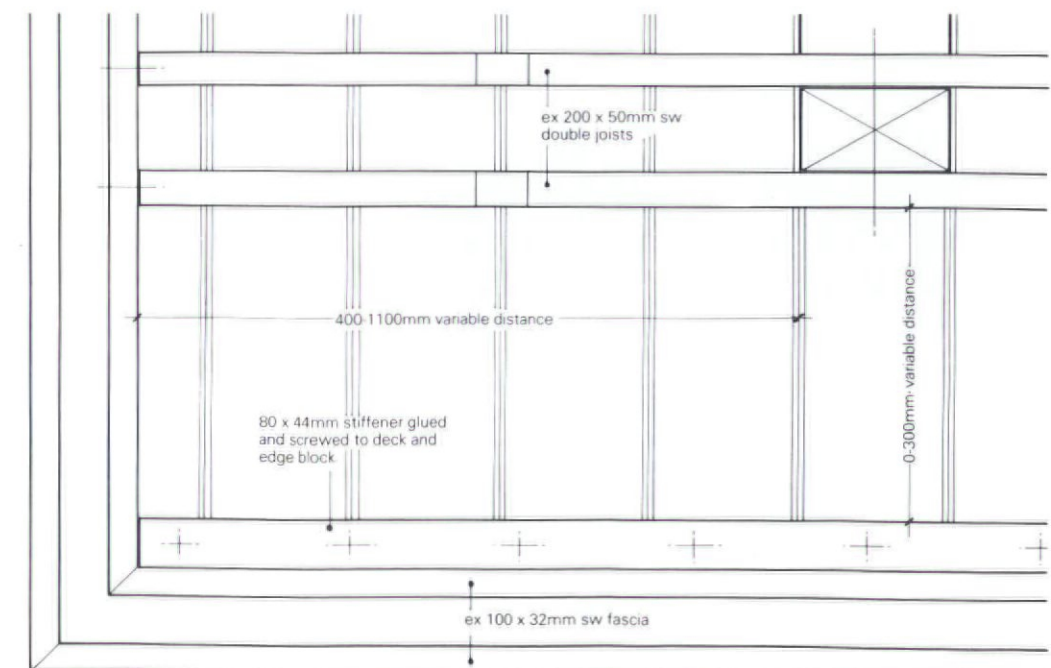 ex 200 x 50mm sw
double joists
400-1100mm variable distance
0-300mm variable distance
80 x 44mm stiffener glued
and screwed to deck and
edge block
ex 100 x 32mm sw fascia